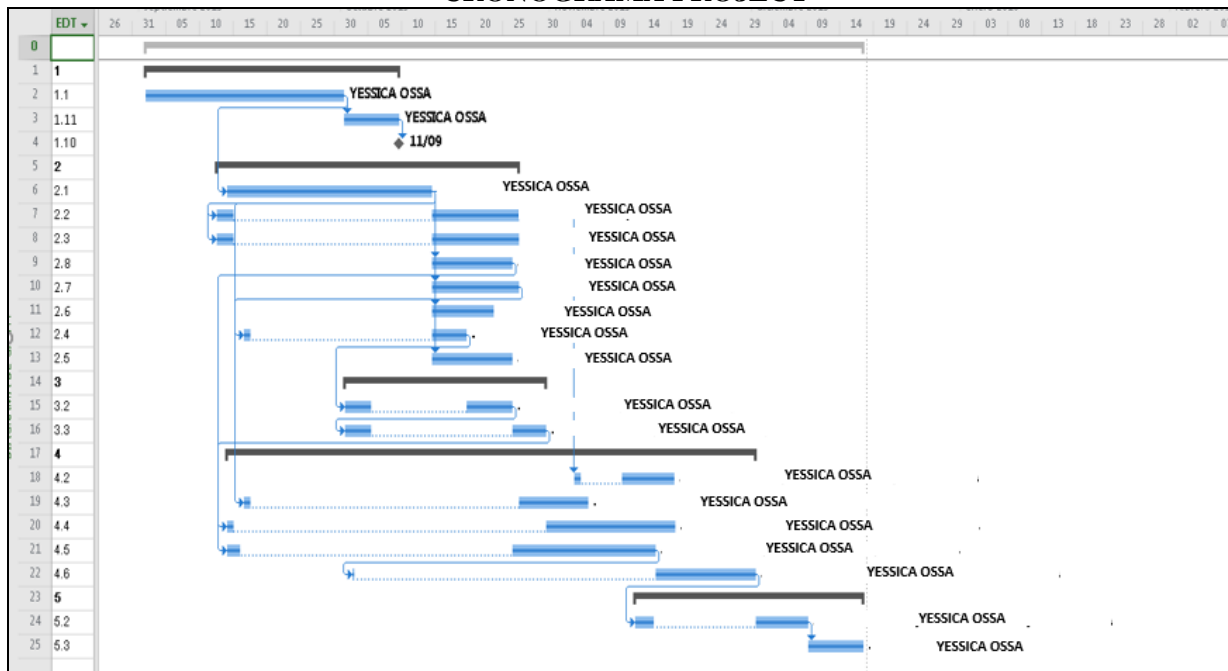 CRONOGRAMA PROJECT
EDT 26 31 05 10 15 20 25 30 05 10 15 20 25 30 04 09 14 19 24 29 04 09 14 19 24 29 03 08 13 18 23 28 02
0
1 1
2 1.1 YESSICA OSSA
3 1.11 YESSICA OSSA
4 1.10 11/09
5 2
6 2.1 YESSICA OSSA
7 2.2 YESSICA OSSA
8 2.3 YESSICA OSSA
9 2.8 YESSICA OSSA
10 2.7 YESSICA OSSA
11 2.6 YESSICA OSSA
12 2.4 YESSICA OSSA
13 2.5 YESSICA OSSA
14 3
15 3.2 YESSICA OSSA
16 3.3 YESSICA OSSA
17 4
18 4.2 YESSICA OSSA
19 4.3 YESSICA OSSA
20 4.4 YESSICA OSSA
21 4.5 YESSICA OSSA
22 4.6 YESSICA OSSA
23 5
24 5.2 YESSICA OSSA
25 5.3 YESSICA OSSA